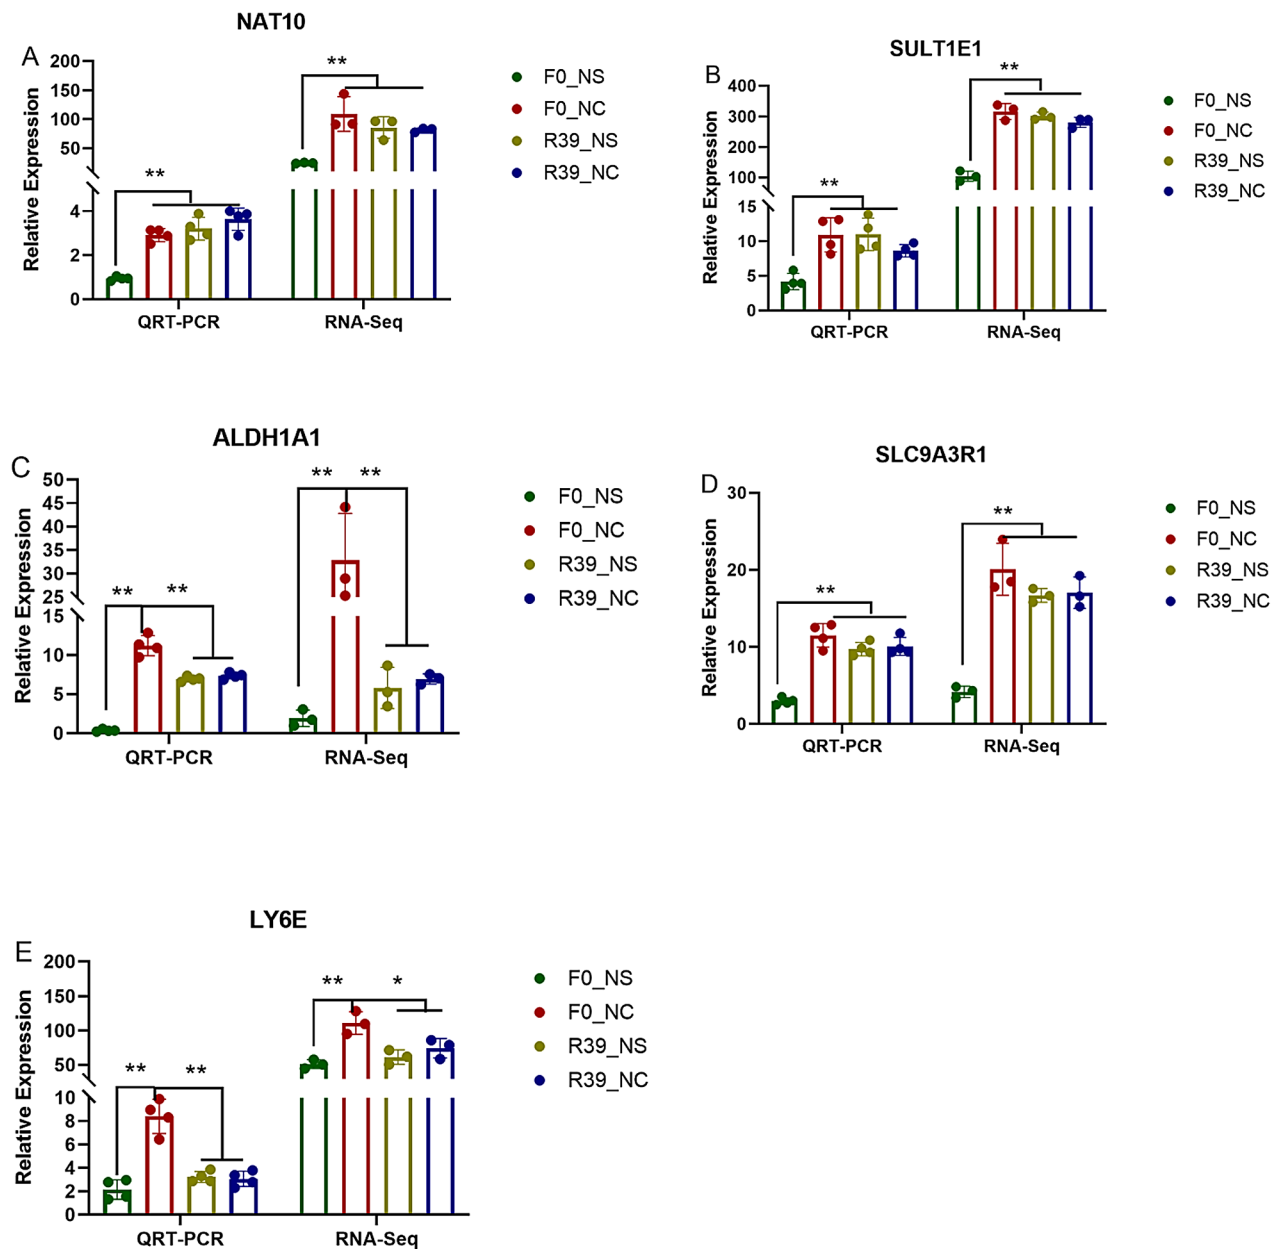 NAT10
A
200
150
100
50
4
2
0
Relative Expression
**
**
QRT-PCR
RNA-Seq
F0_NS
F0_NC
R39_NS
R39_NC
SULT1E1
B
400
300
200
100
15
10
5
0
Relative Expression
**
**
QRT-PCR
RNA-Seq
F0_NS
F0_NC
R39_NS
R39_NC
ALDH1A1
C
50
45
40
35
30
25
15
10
5
0
Relative Expression
** **
** **
QRT-PCR
RNA-Seq
F0_NS
F0_NC
R39_NS
R39_NC
SLC9A3R1
D
30
20
10
0
Relative Expression
**
**
QRT-PCR
RNA-Seq
F0_NS
F0_NC
R39_NS
R39_NC
LY6E
E
200
150
100
50
10
8
6
4
2
0
Relative Expression
** **
** *
QRT-PCR
RNA-Seq
F0_NS
F0_NC
R39_NS
R39_NC